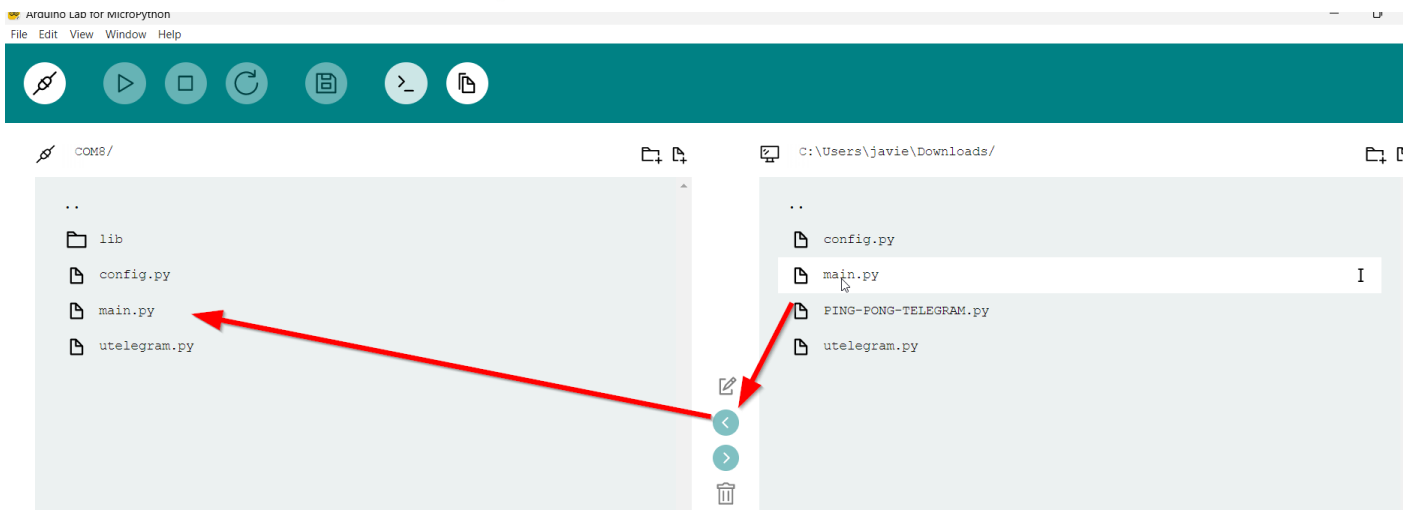 Arduino Lab for MicroPython
File Edit View Window Help
COM8/
..
lib
config.py
main.py
utelegram.py
C:\Users\javie\Downloads/
..
config.py
main.py
PING-PONG-TELEGRAM.py
utelegram.py